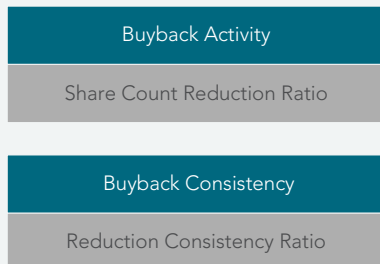 Buyback Activity
Share Count Reduction Ratio
Buyback Consistency
Reduction Consistency Ratio